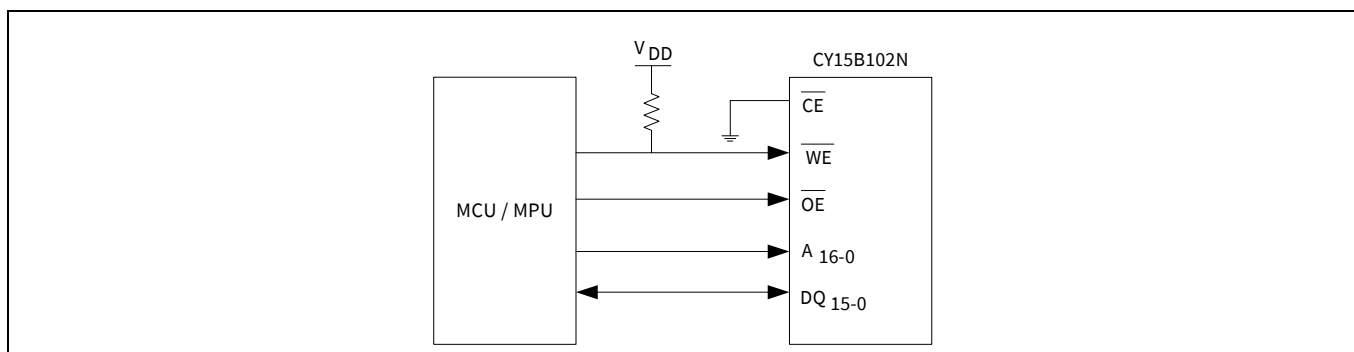 V DD
CY15B102N
CE
WE
MCU / MPU
OE
A 16-0
DQ 15-0